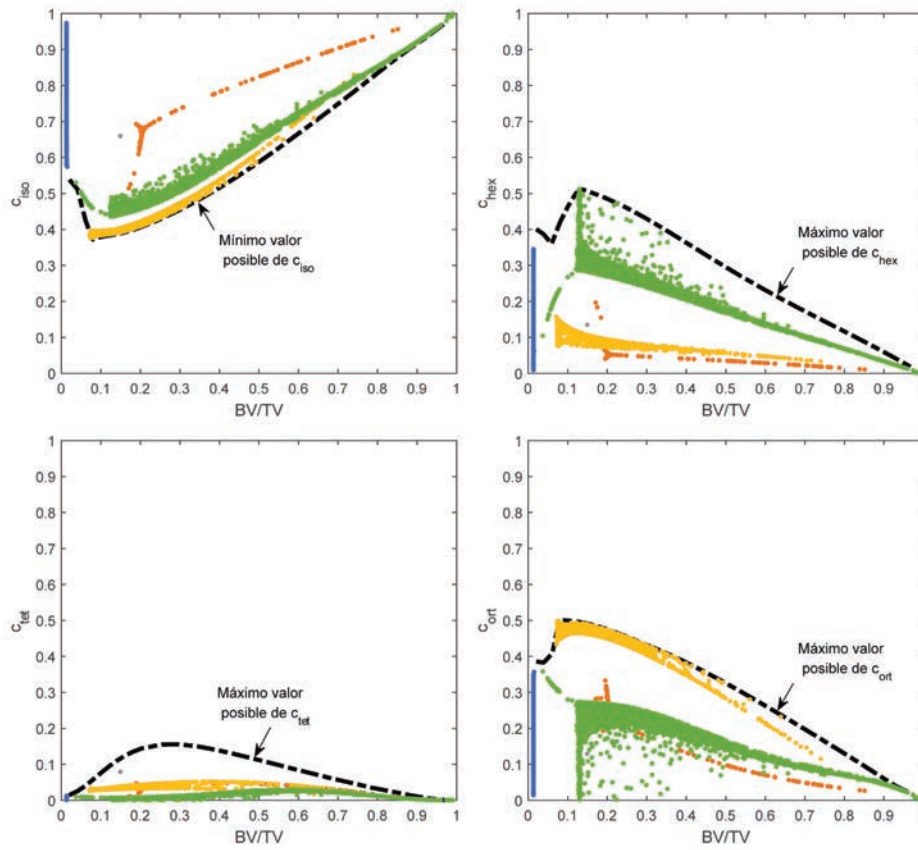 1
0.9
0.8
0.7
0.6
0.5
0.4
0.3
0.2
0.1
0
c_iso
Mínimo valor
posible de c_iso
0 0.1 0.2 0.3 0.4 0.5 0.6 0.7 0.8 0.9 1
BV/TV
1
0.9
0.8
0.7
0.6
0.5
0.4
0.3
0.2
0.1
0
c_hex
Máximo valor
posible de c_hex
0 0.1 0.2 0.3 0.4 0.5 0.6 0.7 0.8 0.9
BV/TV
1
0.9
0.8
0.7
0.6
0.5
0.4
0.3
0.2
0.1
0
c_tet
Máximo valor
posible de c_tet
0 0.1 0.2 0.3 0.4 0.5 0.6 0.7 0.8 0.9 1
BV/TV
1
0.9
0.8
0.7
0.6
0.5
0.4
0.3
0.2
0.1
0
c_ort
Máximo valor
posible de c_ort
0 0.1 0.2 0.3 0.4 0.5 0.6 0.7 0.8 0.9
BV/TV